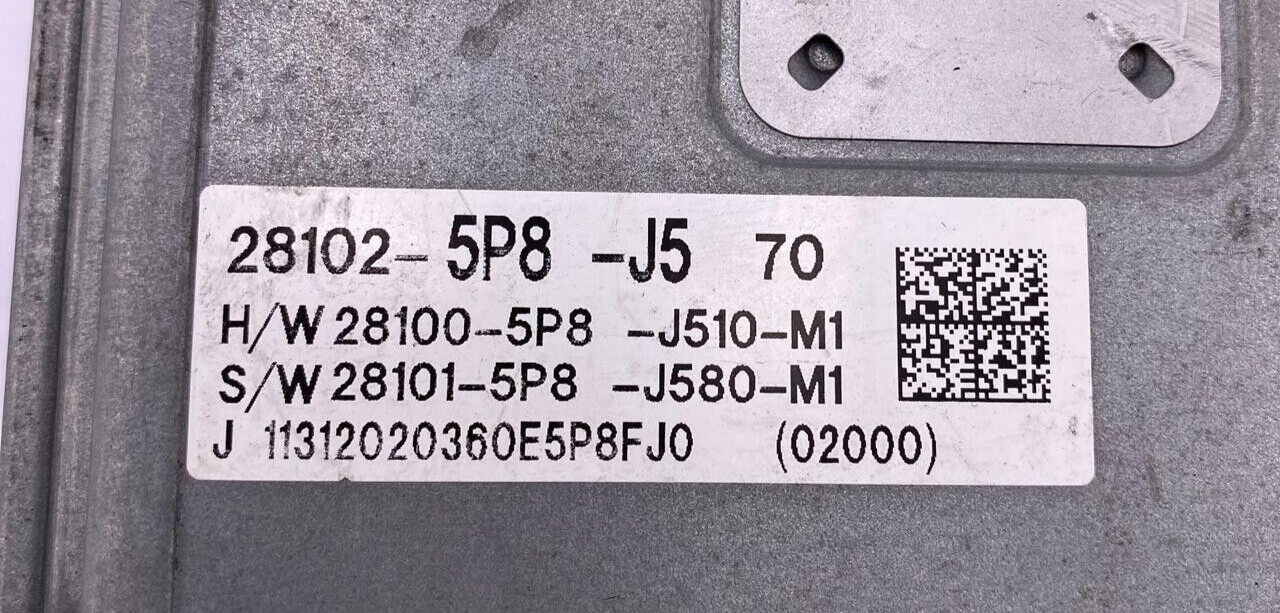 28102- 5P8 -J5 70
H/W 28100-5P8 -J510-M1
S/W 28101-5P8 -J580-M1
J 11312020360E5P8FJ0 (02000)